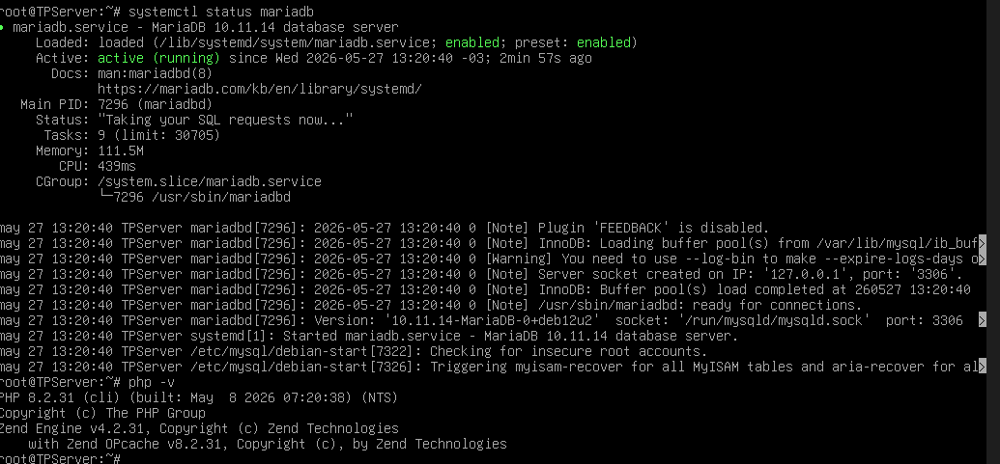 root@TPServer:~# systemctl status mariadb
● mariadb.service - MariaDB 10.11.14 database server
Loaded: loaded (/lib/systemd/system/mariadb.service; enabled; preset: enabled)
Active: active (running) since Wed 2026-05-27 13:20:40 -03; 2min 57s ago
Docs: man:mariadbd(8)
https://mariadb.com/kb/en/library/systemd/
Main PID: 7296 (mariadbd)
Status: "Taking your SQL requests now..."
Tasks: 9 (limit: 30705)
Memory: 111.5M
CPU: 439ms
CGroup: /system.slice/mariadb.service
└─7296 /usr/sbin/mariadbd
may 27 13:20:40 TPServer mariadbd[7296]: 2026-05-27 13:20:40 0 [Note] Plugin 'FEEDBACK' is disabled.
may 27 13:20:40 TPServer mariadbd[7296]: 2026-05-27 13:20:40 0 [Note] InnoDB: Loading buffer pool(s) from /var/lib/mysql/ib_buf>
may 27 13:20:40 TPServer mariadbd[7296]: 2026-05-27 13:20:40 0 [Warning] You need to use --log-bin to make --expire-logs-days o>
may 27 13:20:40 TPServer mariadbd[7296]: 2026-05-27 13:20:40 0 [Note] Server socket created on IP: '127.0.0.1', port: '3306'.
may 27 13:20:40 TPServer mariadbd[7296]: 2026-05-27 13:20:40 0 [Note] InnoDB: Buffer pool(s) load completed at 260527 13:20:40
may 27 13:20:40 TPServer mariadbd[7296]: 2026-05-27 13:20:40 0 [Note] /usr/sbin/mariadbd: ready for connections.
may 27 13:20:40 TPServer mariadbd[7296]: Version: '10.11.14-MariaDB-0+deb12u2'  socket: '/run/mysqld/mysqld.sock'  port: 3306  >
may 27 13:20:40 TPServer systemd[1]: Started mariadb.service - MariaDB 10.11.14 database server.
may 27 13:20:40 TPServer /etc/mysql/debian-start[7322]: Checking for insecure root accounts.
may 27 13:20:40 TPServer /etc/mysql/debian-start[7326]: Triggering myisam-recover for all MyISAM tables and aria-recover for al>
root@TPServer:~# php -v
PHP 8.2.31 (cli) (built: May  8 2026 07:20:38) (NTS)
Copyright (c) The PHP Group
Zend Engine v4.2.31, Copyright (c) Zend Technologies
with Zend OPcache v8.2.31, Copyright (c), by Zend Technologies
root@TPServer:~#